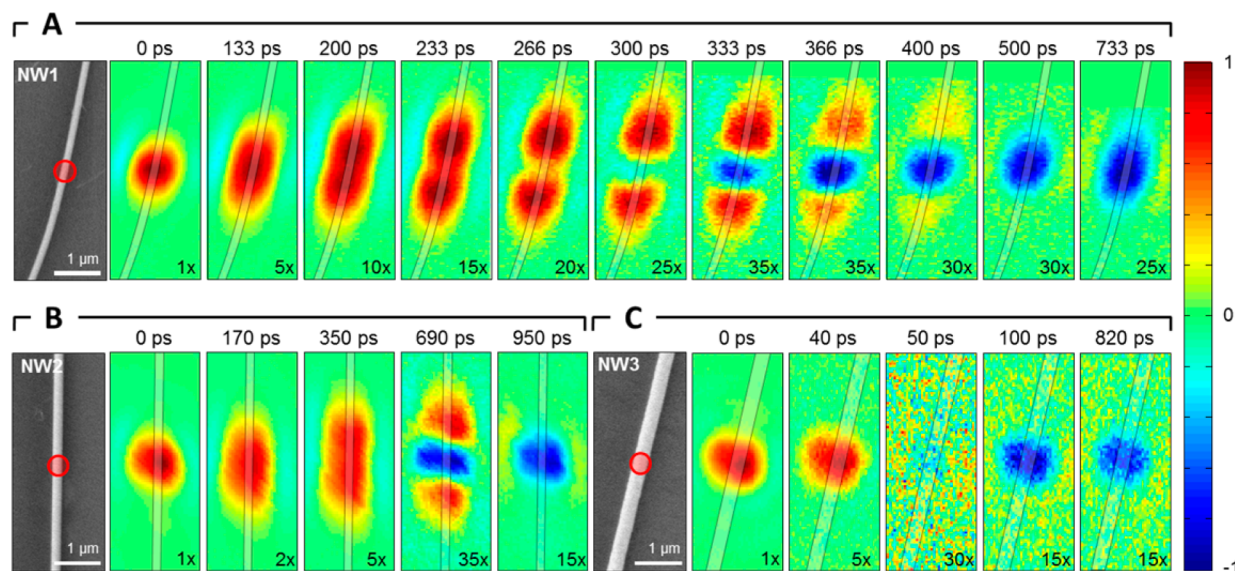 A
0 ps 133 ps 200 ps 233 ps 266 ps 300 ps 333 ps 366 ps 400 ps 500 ps 733 ps
NW1
1 µm 1x 5x 10x 15x 20x 25x 35x 35x 30x 30x 25x
B
0 ps 170 ps 350 ps 690 ps 950 ps
NW2
1 µm 1x 2x 5x 35x 15x
C
0 ps 40 ps 50 ps 100 ps 820 ps
NW3
1 µm 1x 5x 30x 15x 15x
1
0
-1